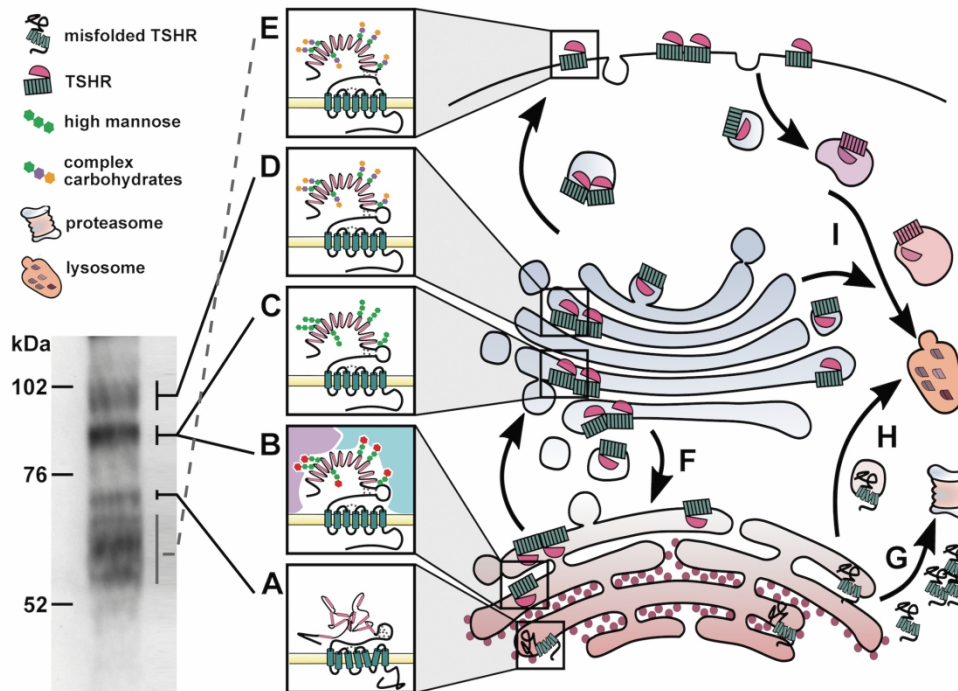 misfolded TSHR
TSHR
high mannose
complex
carbohydrates
proteasome
lysosome
kDa
102
76
52
E
D
C
B
A
F
G
H
I